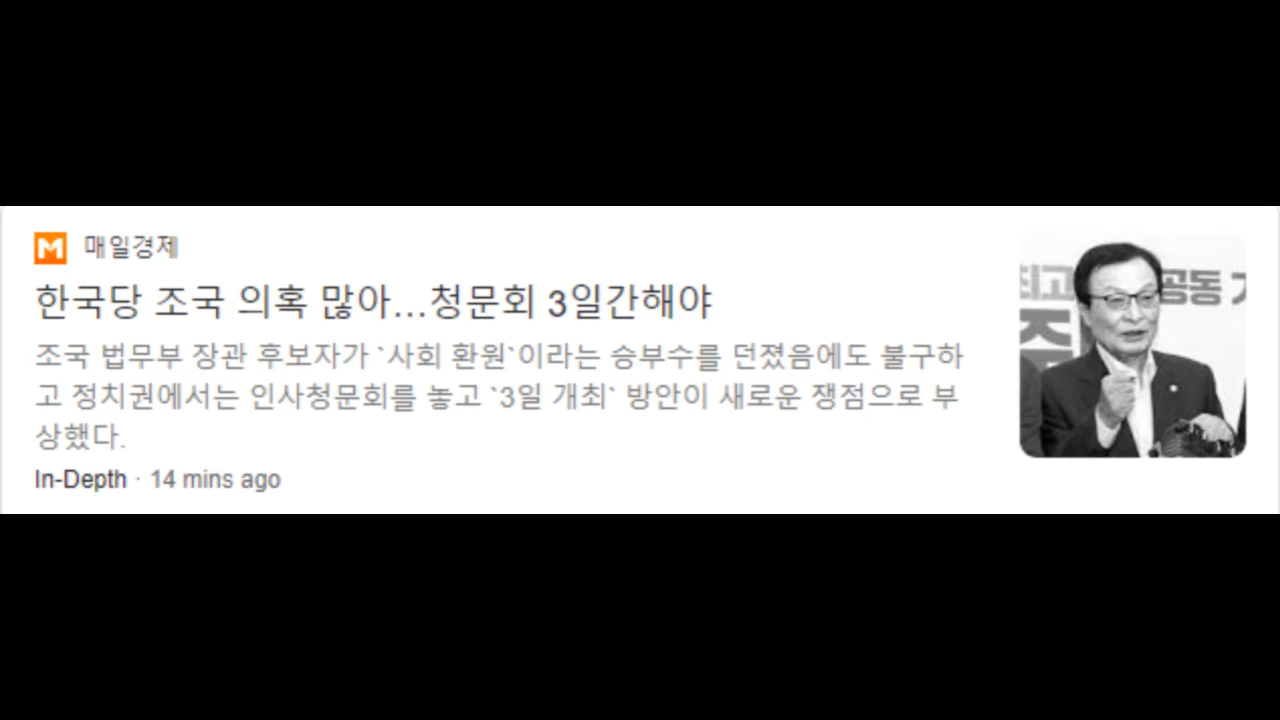 매일경제
한국당 조국 의혹 많아...청문회 3일간해야
조국 법무부 장관 후보자가 `사회 환원`이라는 승부수를 던졌음에도 불구하
고 정치권에서는 인사청문회를 놓고 `3일 개최` 방안이 새로운 쟁점으로 부
상했다.
In-Depth · 14 mins ago
최고 공동